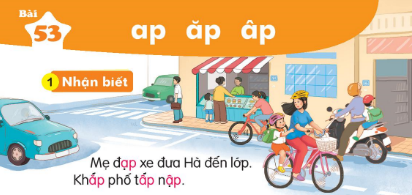 Bài
53
ap ăp âp
1 Nhận biết
Mẹ đạp xe đưa Hà đến lớp.
Khắp phố tấp nập.